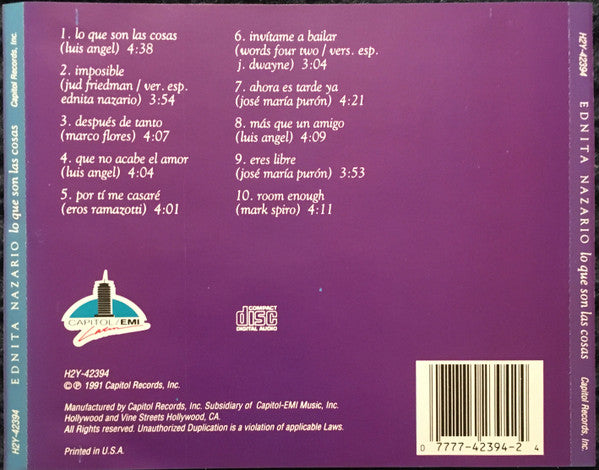 H2Y-42394 EDNITA NAZARIO lo que son las cosas Capitol Records, Inc.
1. lo que son las cosas
(luis angel) 4:38
2. imposible
(jud friedman / ver. esp.
ednita nazario) 3:54
3. después de tanto
(marco flores) 4:07
4. que no acabe el amor
(luis angel) 4:04
5. por tí me casaré
(eros ramazotti) 4:01
6. invítame a bailar
(words four two / vers. esp.
j. dwayne) 3:04
7. ahora es tarde ya
(josé maría purón) 4:21
8. más que un amigo
(luis angel) 4:09
9. eres libre
(josé maría purón) 3:53
10. room enough
(mark spiro) 4:11
CAPITOL/EMI
Latin
COMPACT
disc
DIGITAL AUDIO
H2Y-42394
© ℗ 1991 Capitol Records, Inc.
Manufactured by Capitol Records, Inc. Subsidiary of Capitol-EMI Music, Inc.
Hollywood and Vine Streets Hollywood, CA.
All Rights reserved. Unauthorized Duplication is a violation of applicable Laws.
Printed in U.S.A.
0 7777-42394-2 4
H2Y-42394 EDNITA NAZARIO lo que son las cosas Capitol Records, Inc.